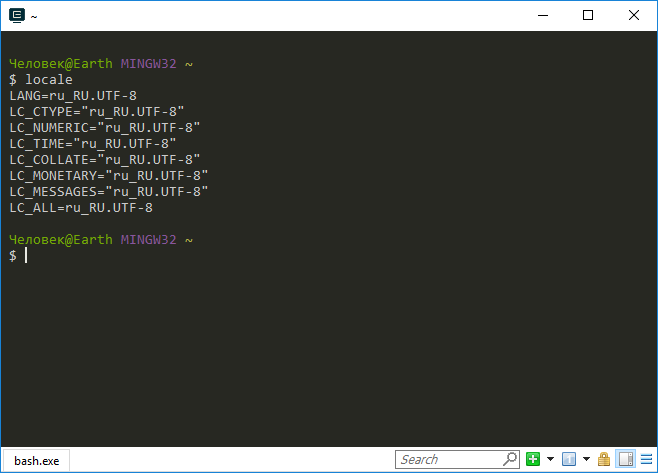 ~
Человек@Earth MINGW32 ~
$ locale
LANG=ru_RU.UTF-8
LC_CTYPE="ru_RU.UTF-8"
LC_NUMERIC="ru_RU.UTF-8"
LC_TIME="ru_RU.UTF-8"
LC_COLLATE="ru_RU.UTF-8"
LC_MONETARY="ru_RU.UTF-8"
LC_MESSAGES="ru_RU.UTF-8"
LC_ALL=ru_RU.UTF-8
Человек@Earth MINGW32 ~
$
bash.exe Search